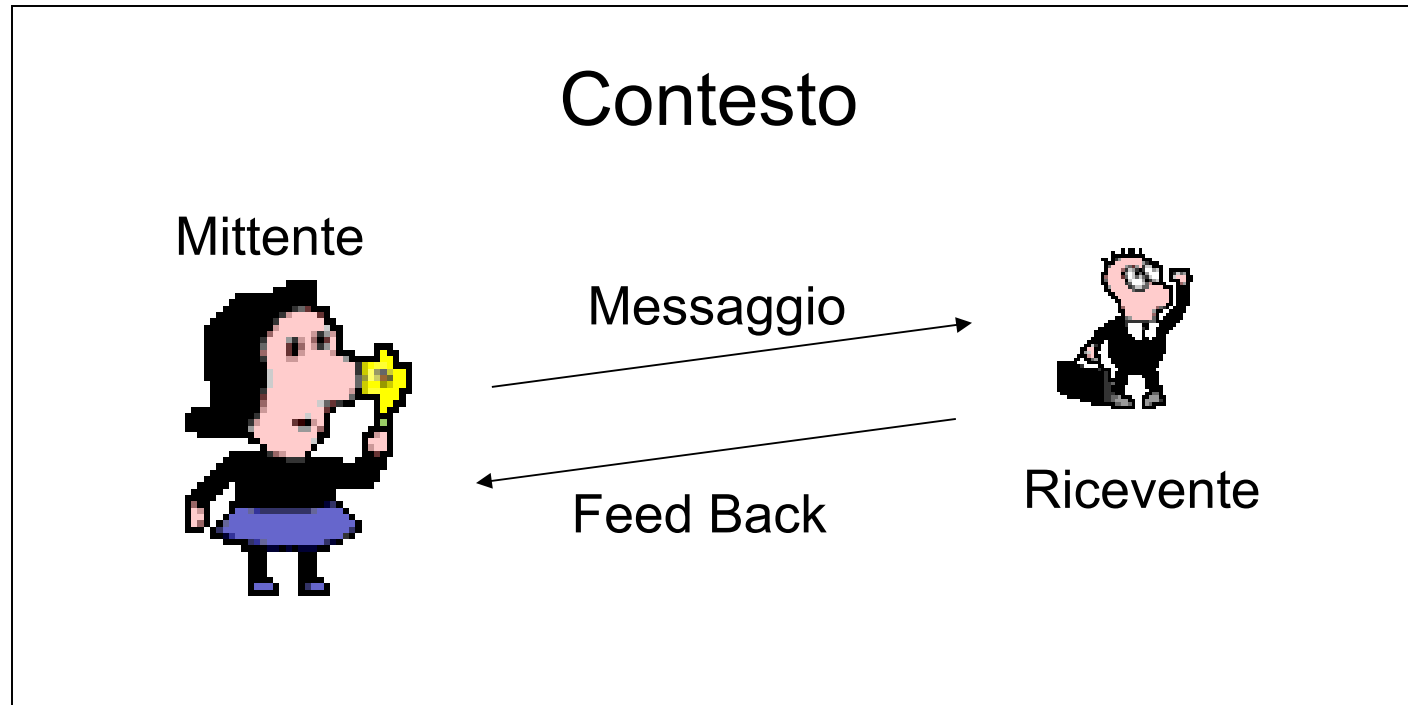 Contesto
Mittente
Messaggio
Ricevente
Feed Back